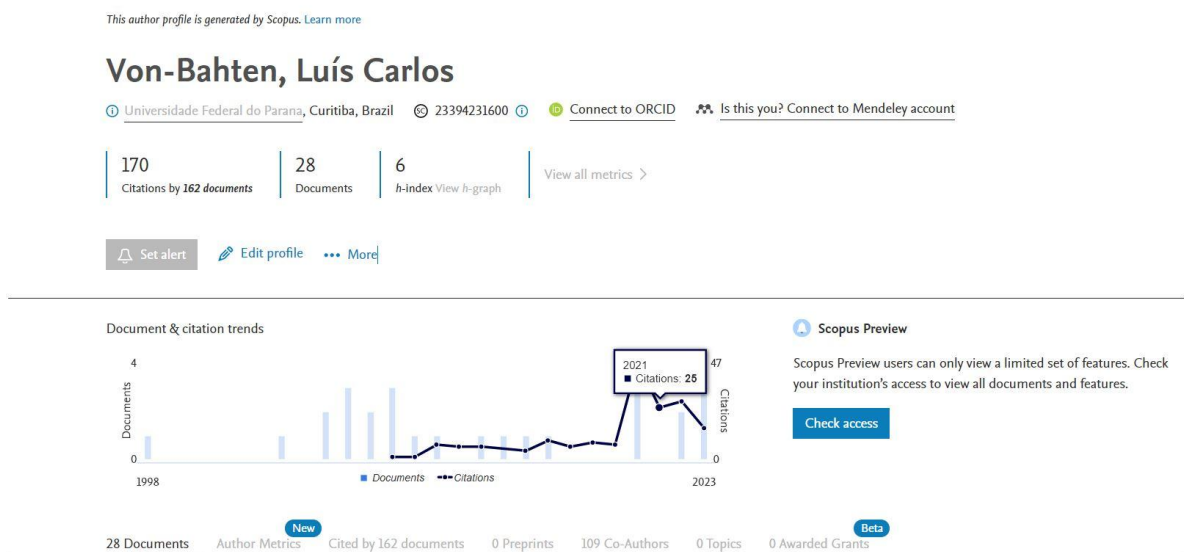 This author profile is generated by Scopus. Learn more
Von-Bahten, Luís Carlos
Universidade Federal do Parana, Curitiba, Brazil SC 23394231600 iD Connect to ORCID Is this you? Connect to Mendeley account
170 28 6 View all metrics
Citations by 162 documents Documents h-index View h-graph
Set alert Edit profile ••• More
Document & citation trends
4
Documents
0
1998
2021
Citations: 25
47
Citations
0
2023
Documents Citations
Scopus Preview
Scopus Preview users can only view a limited set of features. Check
your institution's access to view all documents and features.
Check access
New Beta
28 Documents Author Metrics Cited by 162 documents 0 Preprints 109 Co-Authors 0 Topics 0 Awarded Grants